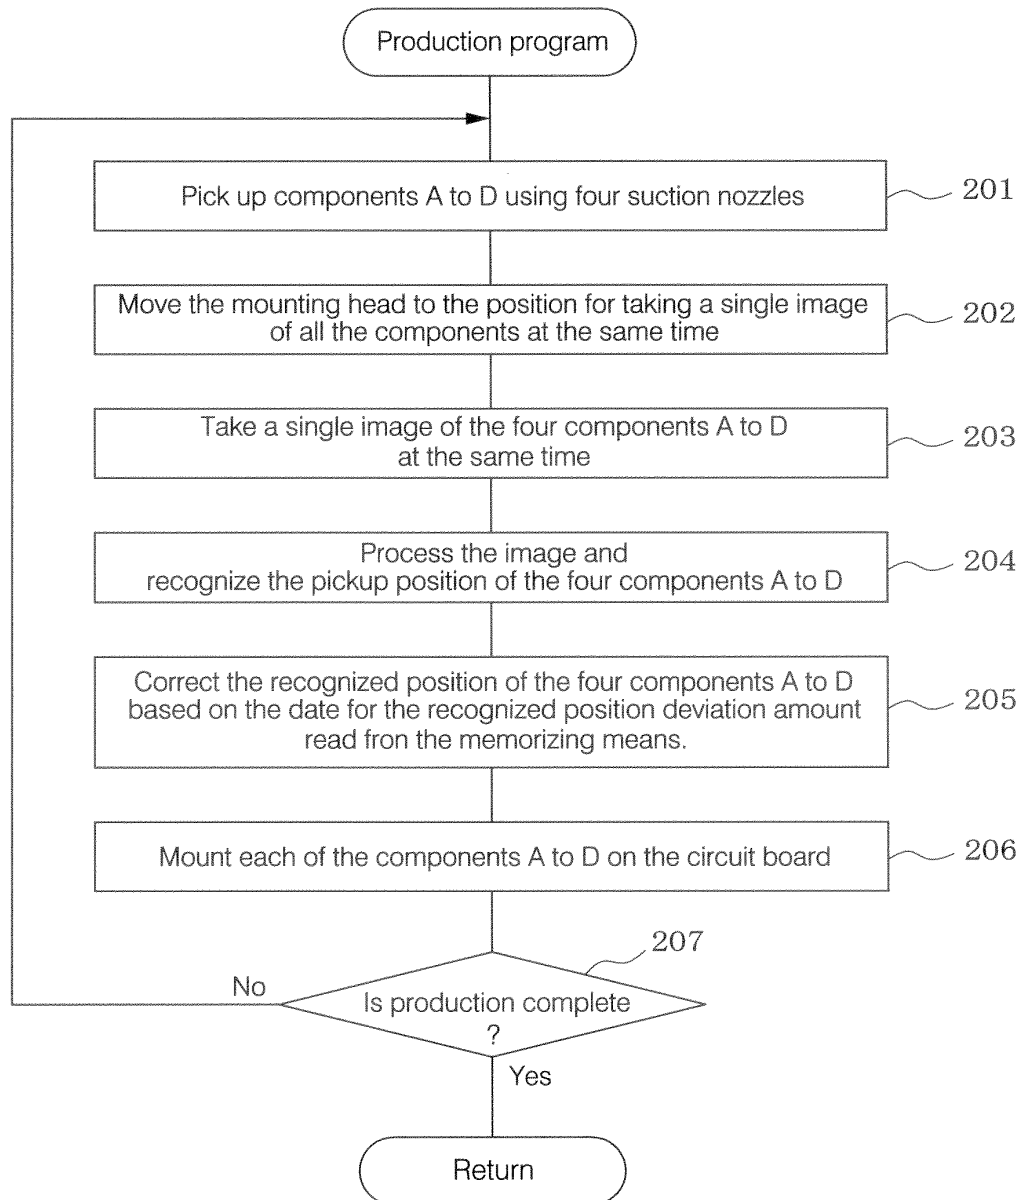 Production program
Pick up components A to D using four suction nozzles
201
Move the mounting head to the position for taking a single image
of all the components at the same time
202
Take a single image of the four components A to D
at the same time
203
Process the image and
recognize the pickup position of the four components A to D
204
Correct the recognized position of the four components A to D
based on the date for the recognized position deviation amount
read fron the memorizing means.
205
Mount each of the components A to D on the circuit board
206
207
No
Is production complete
?
Yes
Return